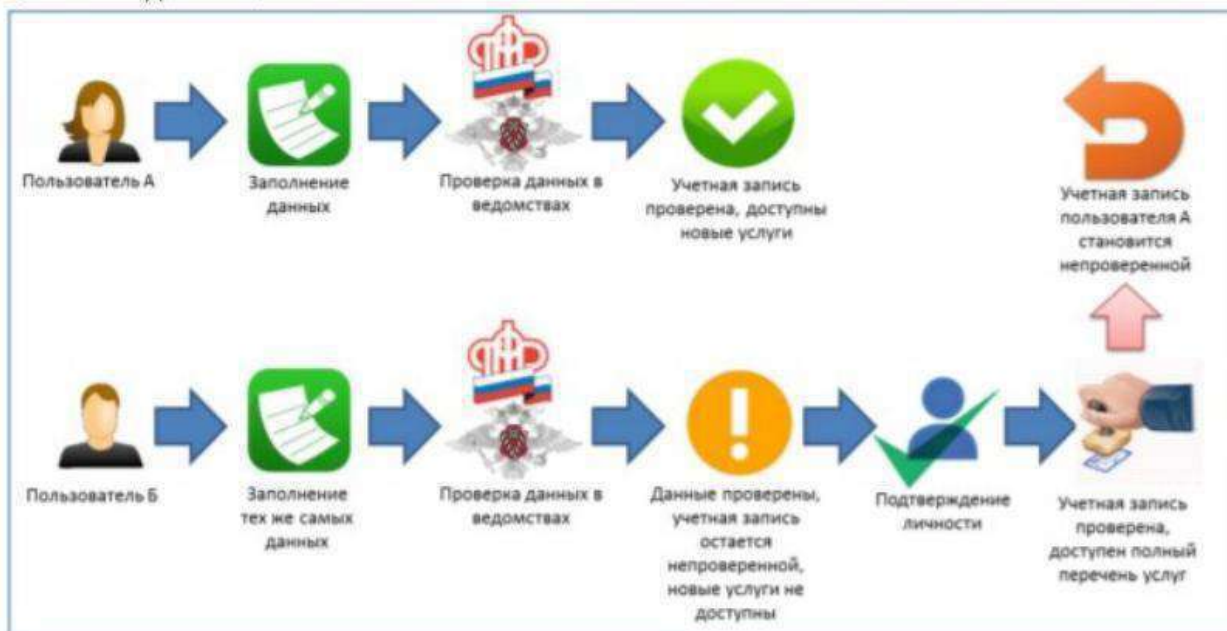 Пользователь А
Заполнение
данных
Проверка данных в
ведомствах
Учетная запись
проверена, доступны
новые услуги
Учетная запись
пользователя А
становится
непроверенной
Пользователь Б
Заполнение
тех же самых
данных
Проверка данных в
ведомствах
Данные проверены,
учетная запись
остается
непроверенной,
новые услуги не
доступны
Подтверждение
личности
Учетная запись
проверена,
доступен полный
перечень услуг